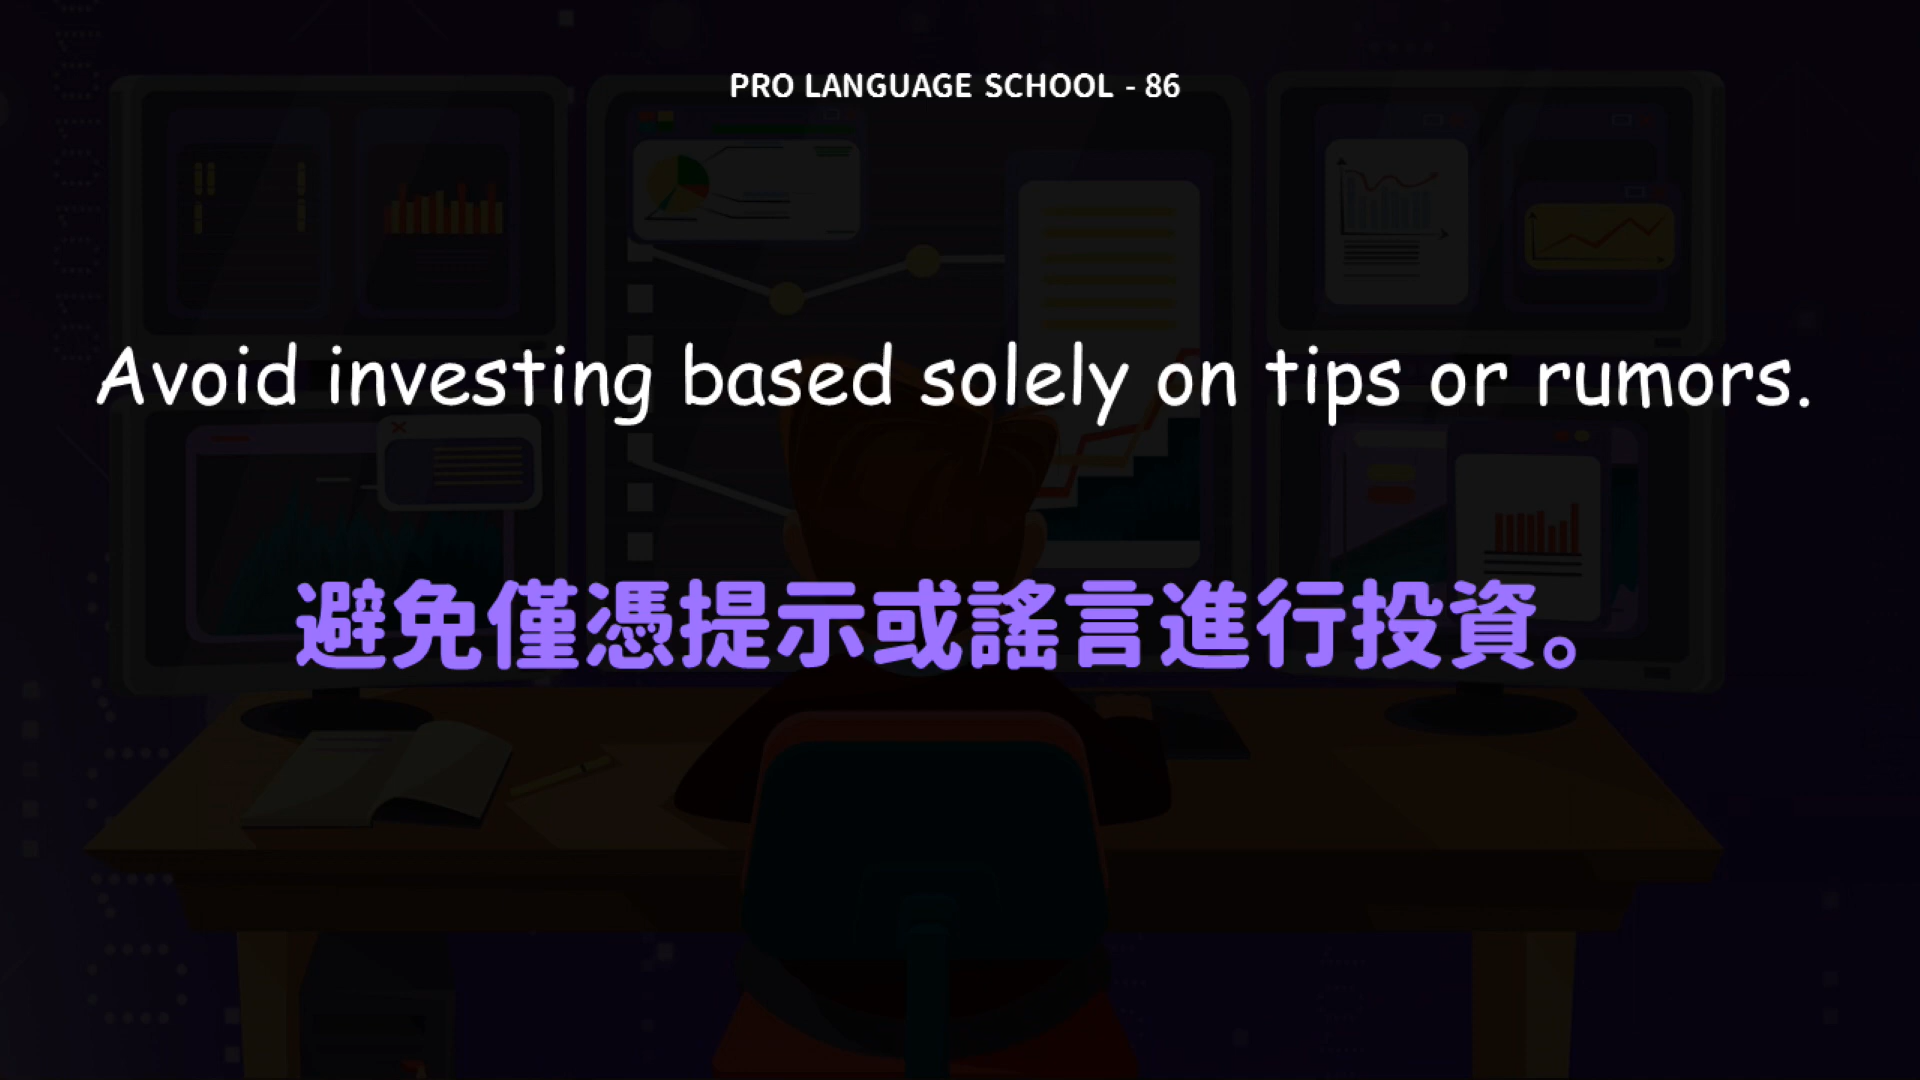 PRO LANGUAGE SCHOOL - 86
Avoid investing based solely on tips or rumors.
避免僅憑提示或謠言進行投資。